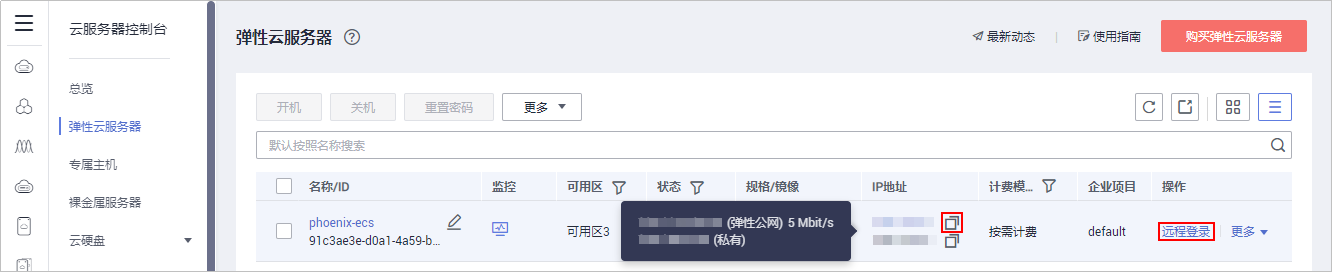 云服务器控制台
总览
弹性云服务器
专属主机
裸金属服务器
云硬盘
弹性云服务器 ?
最新动态 使用指南 购买弹性云服务器
开机 关机 重置密码 更多
默认按照名称搜索
名称/ID 监控 可用区 状态 规格/镜像 IP地址 计费模... 企业项目 操作
phoenix-ecs
91c3ae3e-d0a1-4a59-b...
可用区3
(弹性公网) 5 Mbit/s
(私有)
按需计费 default 远程登录 更多